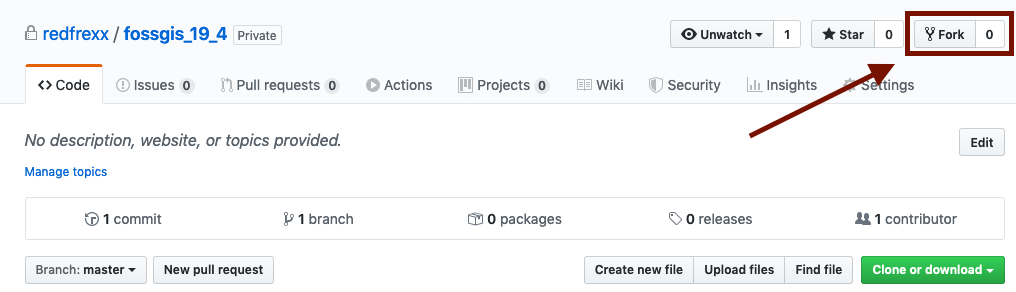 redfrexx / fossgis_19_4 Private Unwatch 1 Star 0 Fork 0
Code Issues 0 Pull requests 0 Actions Projects 0 Wiki Security Insights Settings
No description, website, or topics provided. Edit
Manage topics
1 commit 1 branch 0 packages 0 releases 1 contributor
Branch: master New pull request Create new file Upload files Find file Clone or download